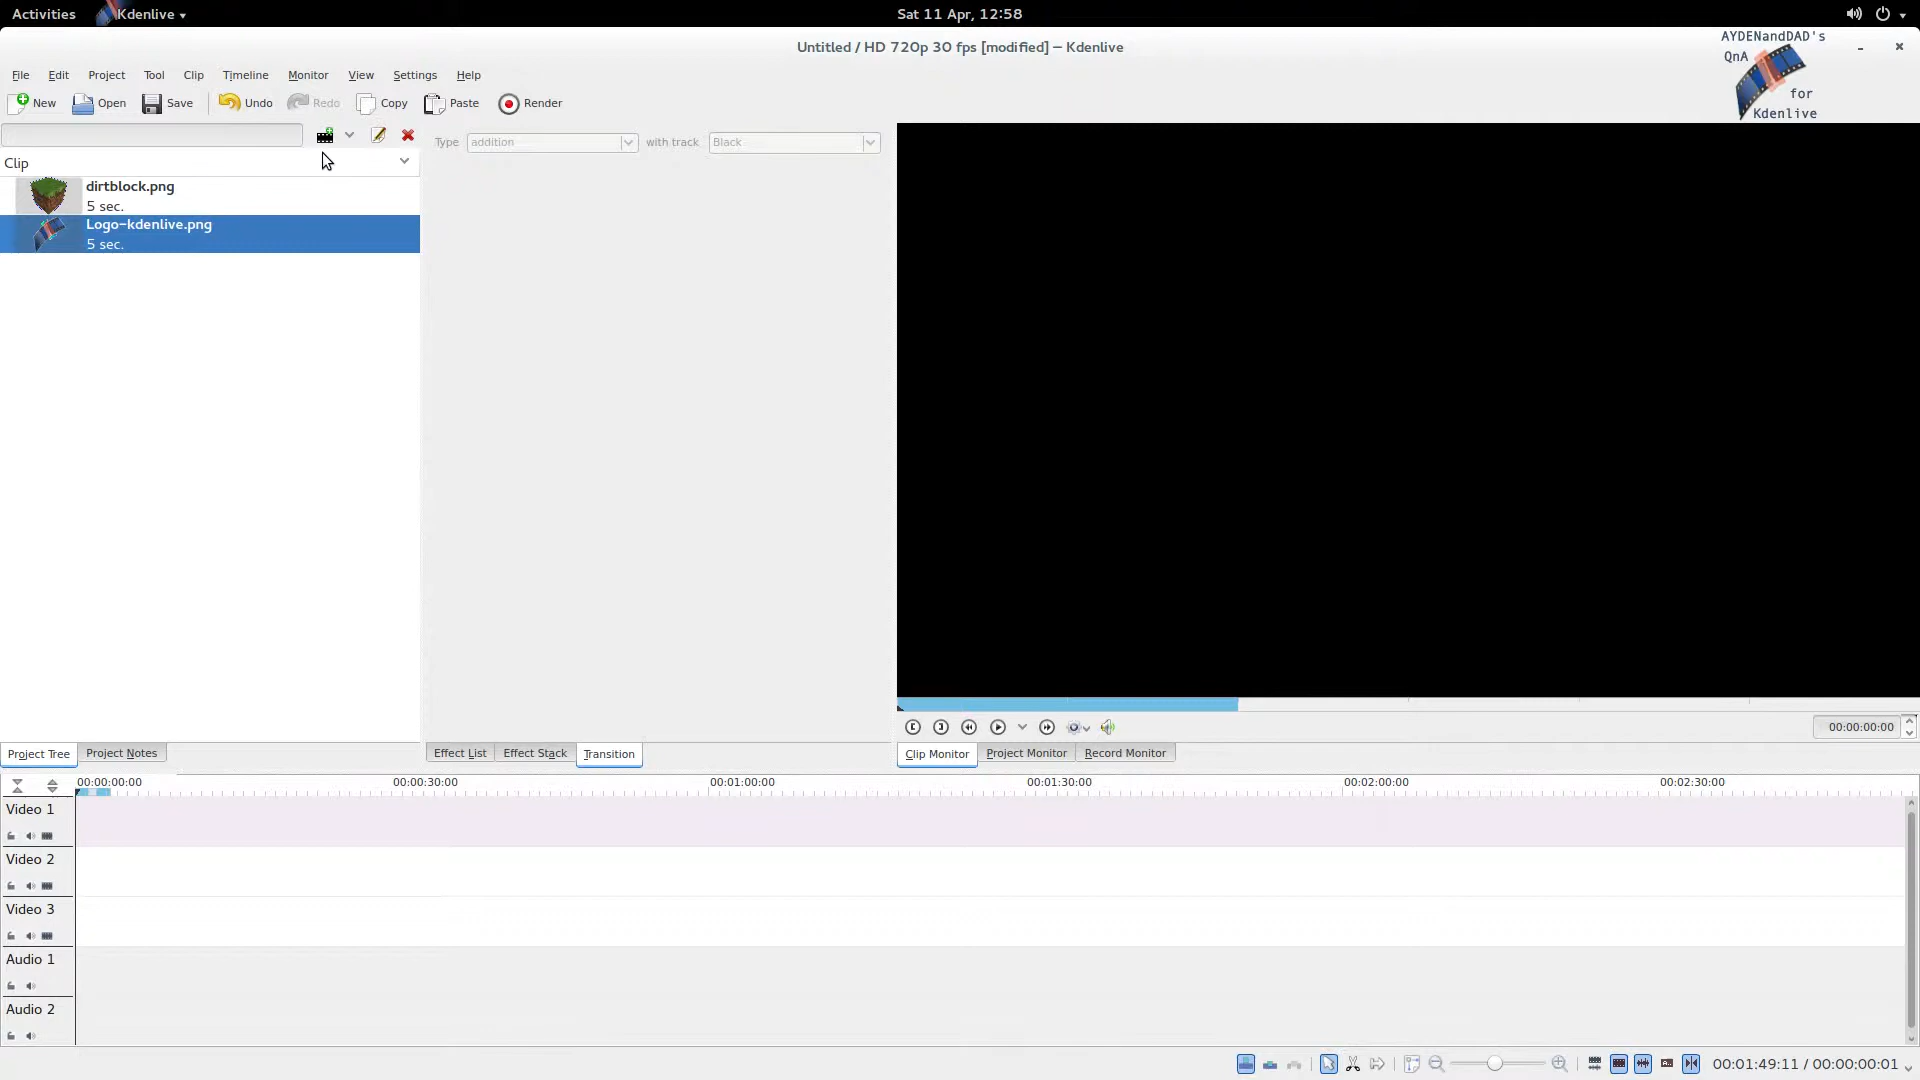 Activities
Kdenlive
Sat 11 Apr, 12:58
Untitled / HD 720p 30 fps [modified] – Kdenlive
AYDENandDAD's
QnA
for
Kdenlive
File Edit Project Tool Clip Timeline Monitor View Settings Help
New Open Save Undo Redo Copy Paste Render
Type addition with track Black
Clip
dirtblock.png
5 sec.
Logo-kdenlive.png
5 sec.
00:00:00:00
Project Tree Project Notes Effect List Effect Stack Transition Clip Monitor Project Monitor Record Monitor
00:00:00:00 00:00:30:00 00:01:00:00 00:01:30:00 00:02:00:00 00:02:30:00
Video 1
Video 2
Video 3
Audio 1
Audio 2
00:01:49:11 / 00:00:00:01